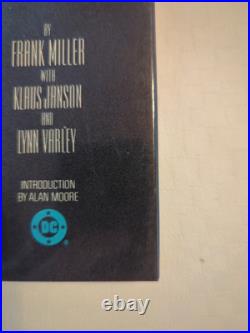 BY
FRANK MILLER
WITH
KLAUS JANSON
AND
LYNN VARLEY
INTRODUCTION
BY ALAN MOORE
DC
®